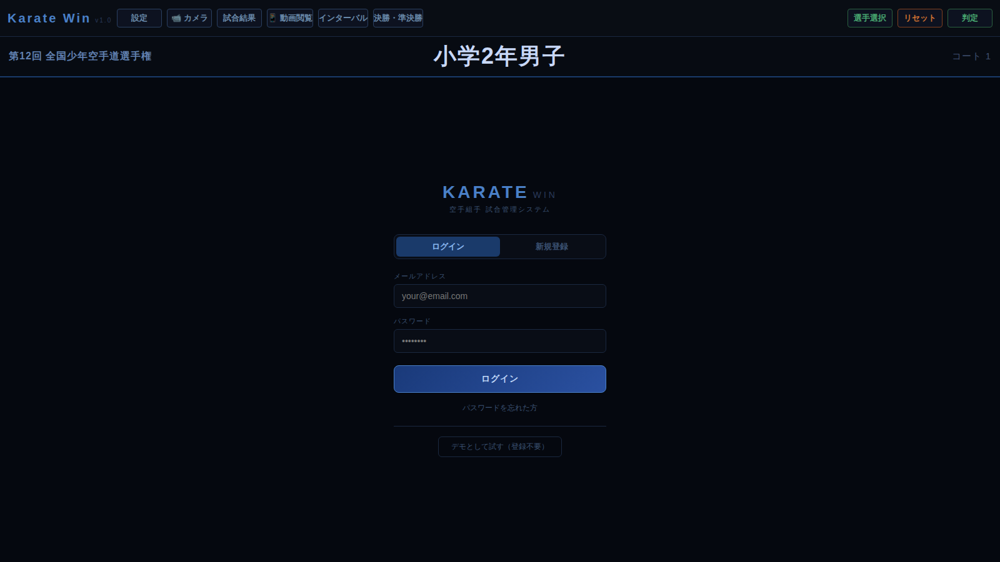 Karate Win v1.0 設定 📹 カメラ 試合結果 📱 動画閲覧 インターバル 決勝・準決勝 選手選択 リセット 判定
第12回 全国少年空手道選手権 小学2年男子 コート 1
KARATE WIN
空手組手 試合管理システム
ログイン 新規登録
メールアドレス
your@email.com
パスワード
••••••••
ログイン
パスワードを忘れた方
デモとして試す（登録不要）